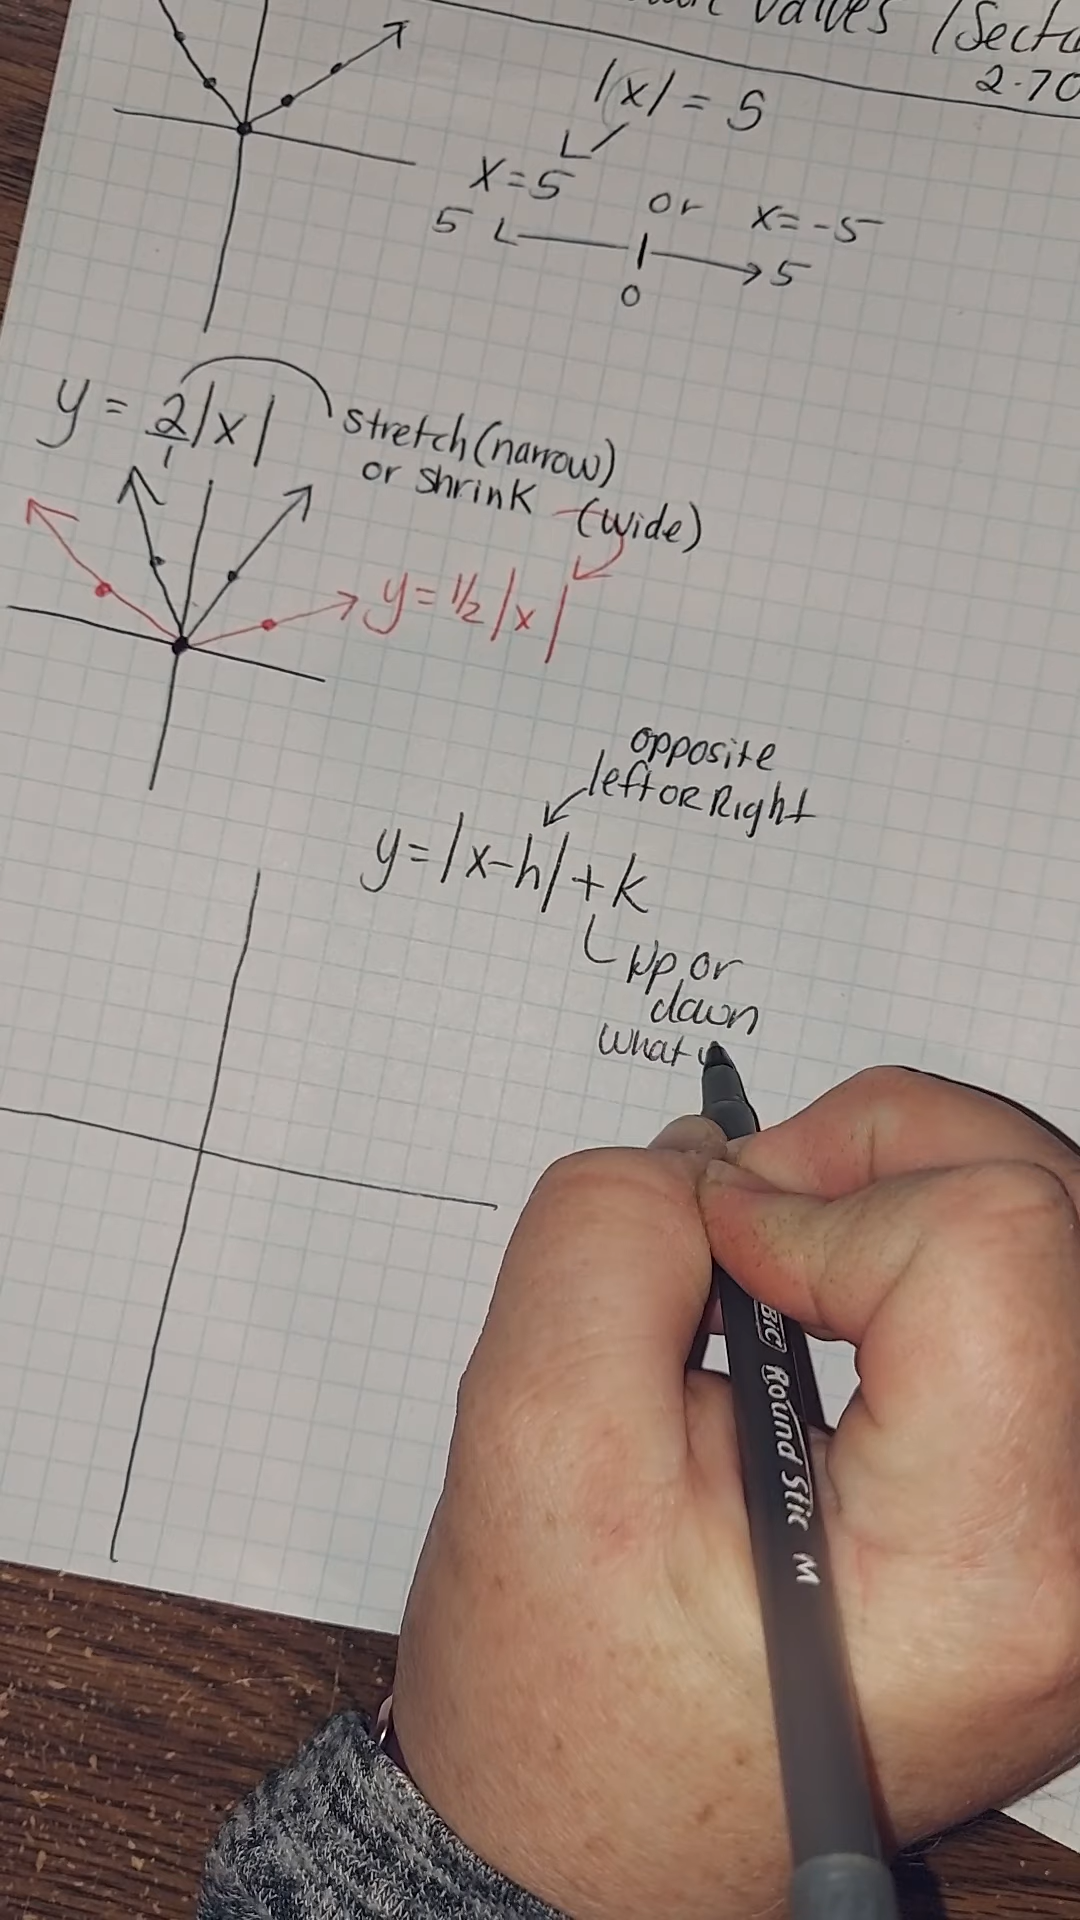 values (Sect
2.70
|x| = 5
x=5 or x=-5
5 5
0
y = 2/1 |x|
stretch (narrow)
or shrink (wide)
y = 1/2 |x|
opposite
left OR Right
y=|x-h|+k
Up or
down
what
BIC Round Stic M